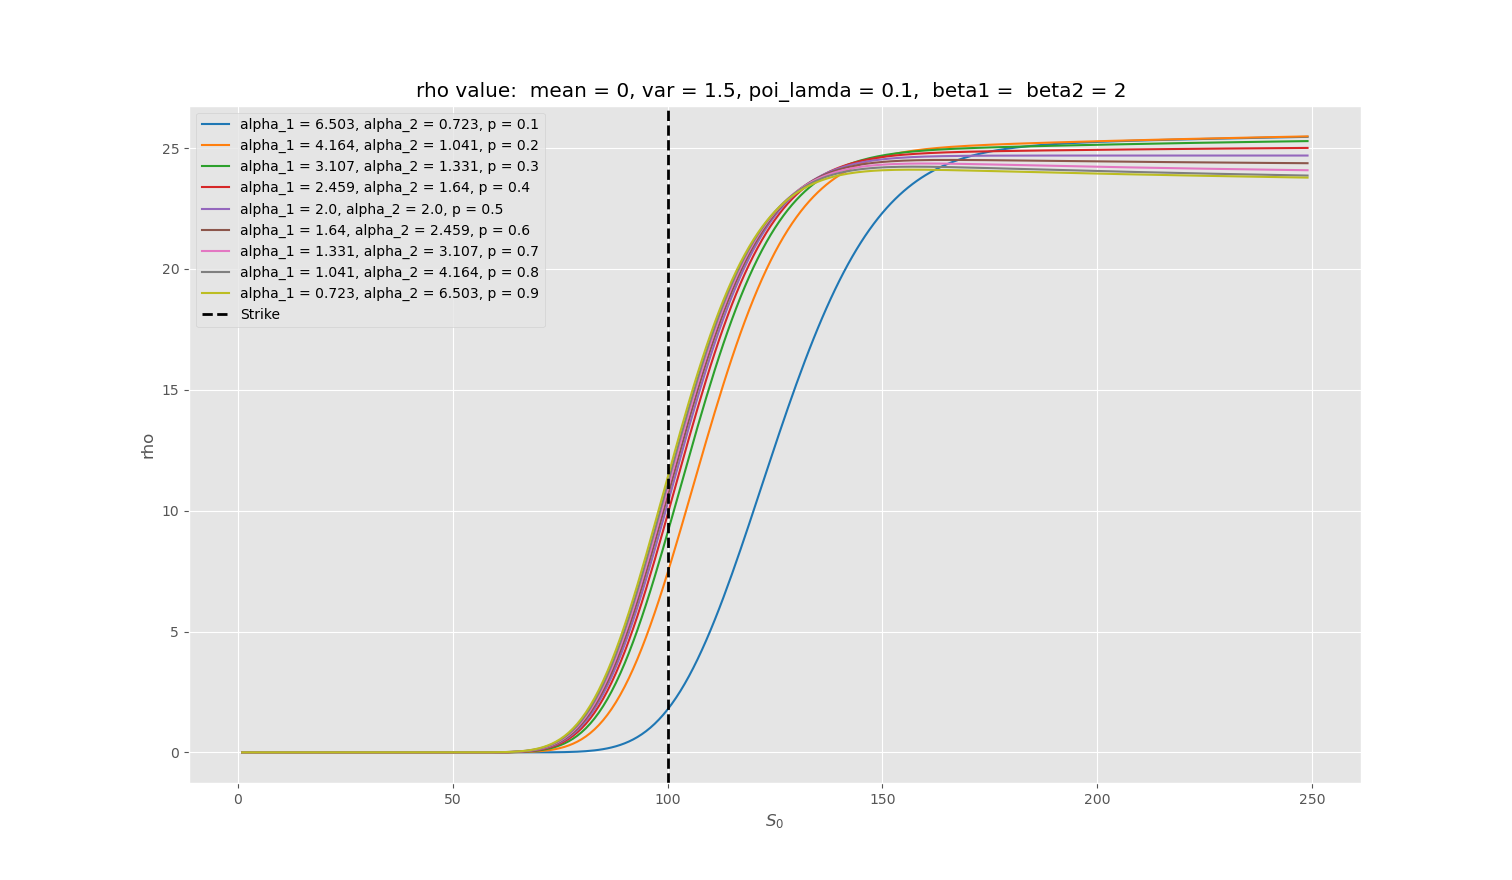 rho value:  mean = 0, var = 1.5, poi_lamda = 0.1,  beta1 =  beta2 = 2
alpha_1 = 6.503, alpha_2 = 0.723, p = 0.1
alpha_1 = 4.164, alpha_2 = 1.041, p = 0.2
alpha_1 = 3.107, alpha_2 = 1.331, p = 0.3
alpha_1 = 2.459, alpha_2 = 1.64, p = 0.4
alpha_1 = 2.0, alpha_2 = 2.0, p = 0.5
alpha_1 = 1.64, alpha_2 = 2.459, p = 0.6
alpha_1 = 1.331, alpha_2 = 3.107, p = 0.7
alpha_1 = 1.041, alpha_2 = 4.164, p = 0.8
alpha_1 = 0.723, alpha_2 = 6.503, p = 0.9
Strike
25
20
15
10
5
0
rho
0 50 100 150 200 250
S₀